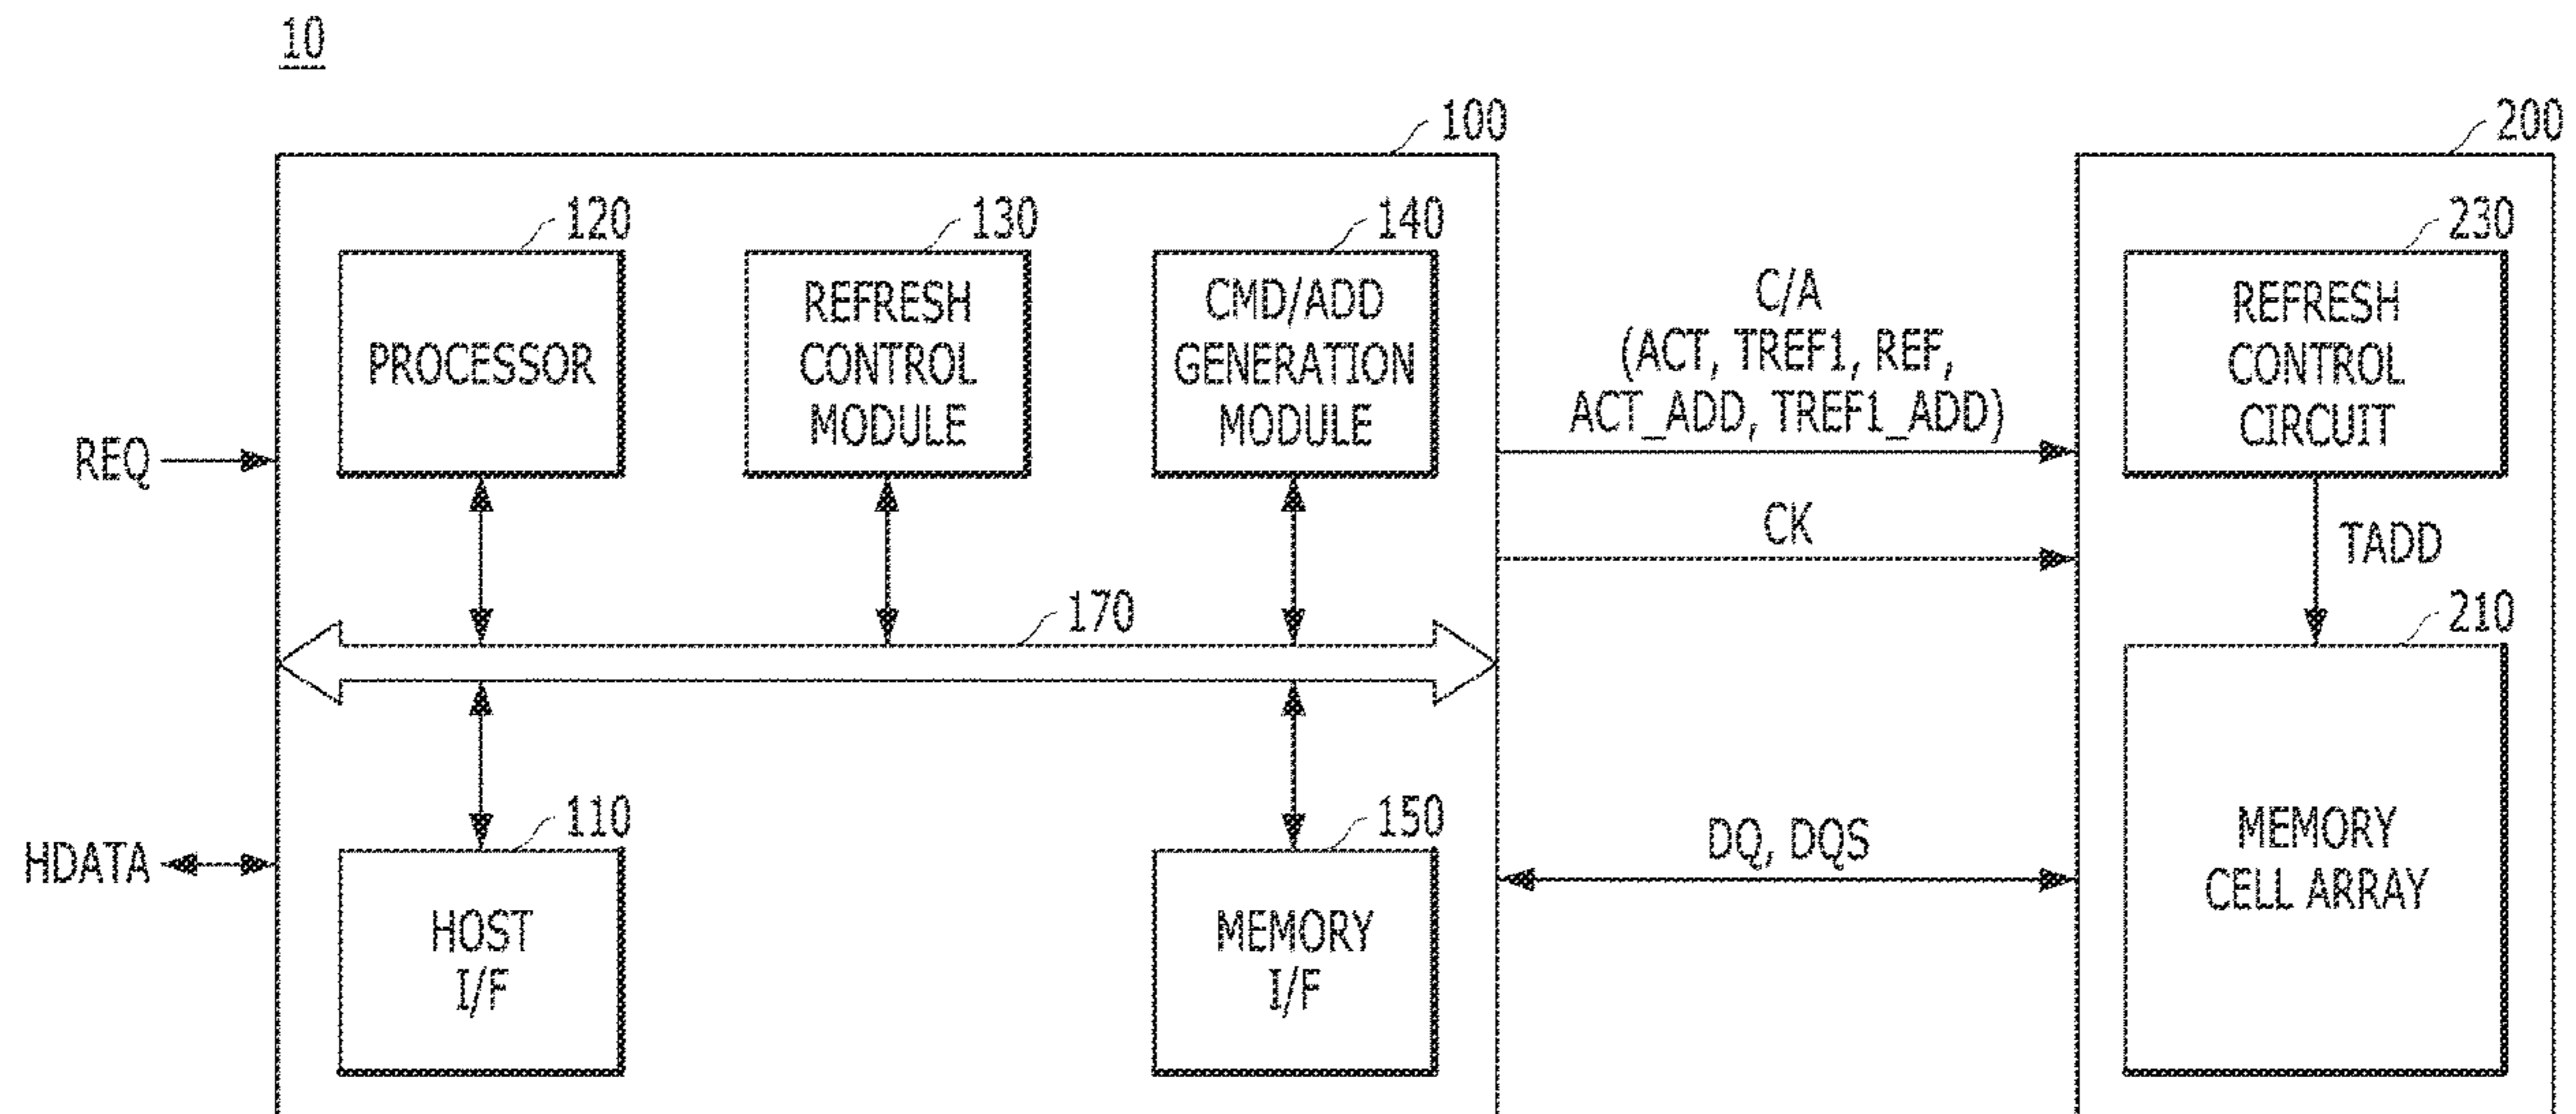 10
100
200
120
130
140
230
PROCESSOR
REFRESH
CONTROL
MODULE
CMD/ADD
GENERATION
MODULE
C/A
(ACT, TREF1, REF,
ACT_ADD, TREF1_ADD)
REFRESH
CONTROL
CIRCUIT
REQ
CK
TADD
170
210
110
150
HDATA
HOST
I/F
MEMORY
I/F
DQ, DQS
MEMORY
CELL ARRAY